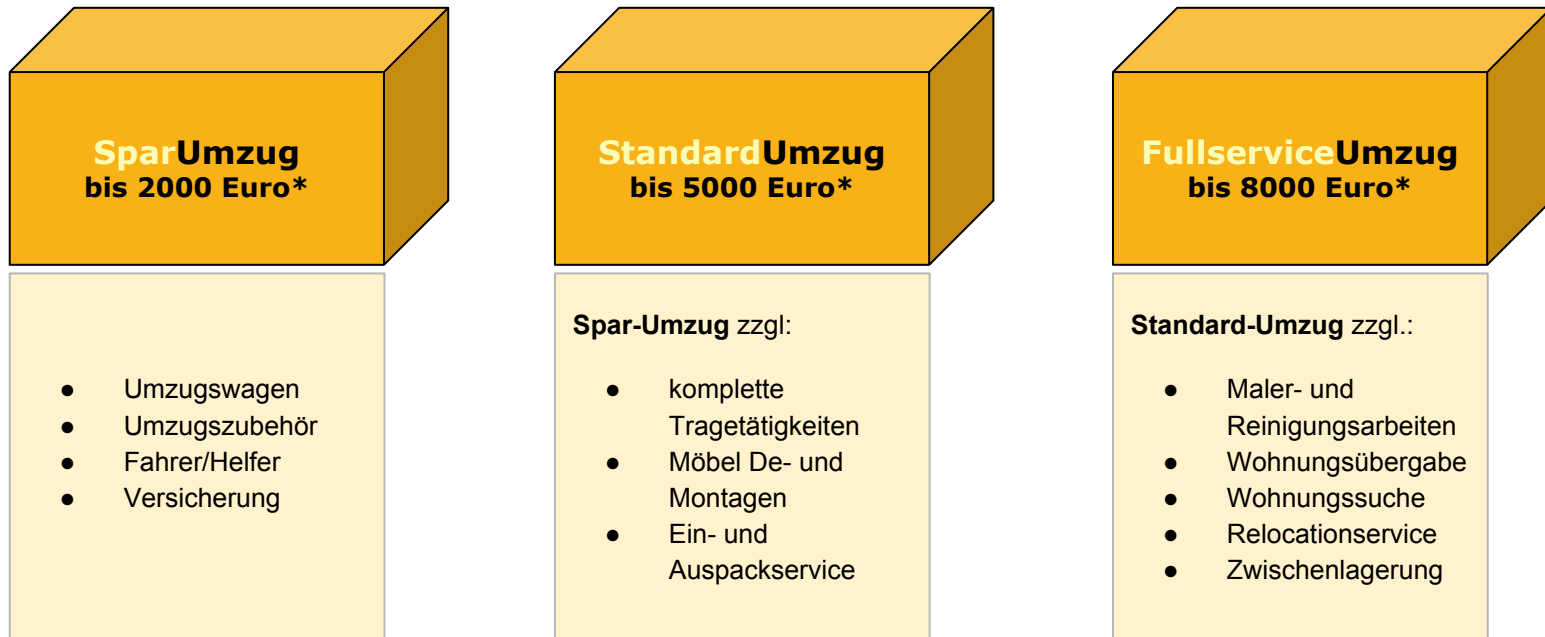 SparUmzug
bis 2000 Euro*
StandardUmzug
bis 5000 Euro*
FullserviceUmzug
bis 8000 Euro*
● Umzugswagen
● Umzugszubehör
● Fahrer/Helfer
● Versicherung
Spar-Umzug zzgl:
● komplette
Tragetätigkeiten
● Möbel De- und
Montagen
● Ein- und
Auspackservice
Standard-Umzug zzgl.:
● Maler- und
Reinigungsarbeiten
● Wohnungsübergabe
● Wohnungssuche
● Relocationservice
● Zwischenlagerung